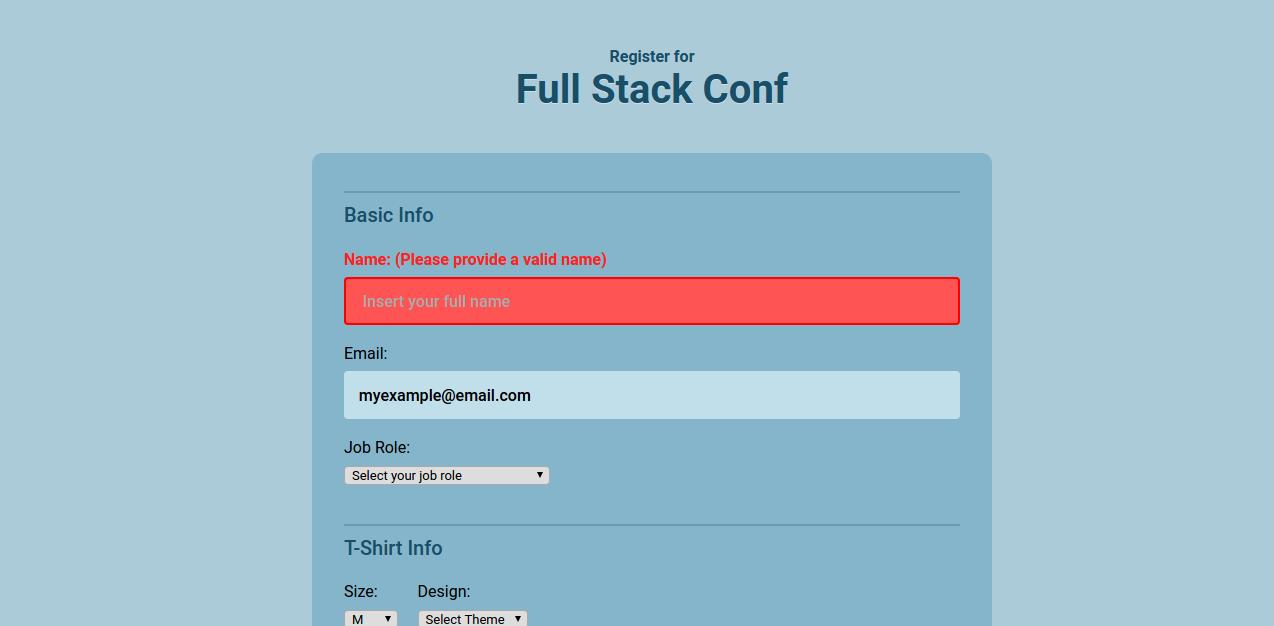 Register for
Full Stack Conf
Basic Info
Name: (Please provide a valid name)
Insert your full name
Email:
myexample@email.com
Job Role:
Select your job role
T-Shirt Info
Size: Design:
M Select Theme